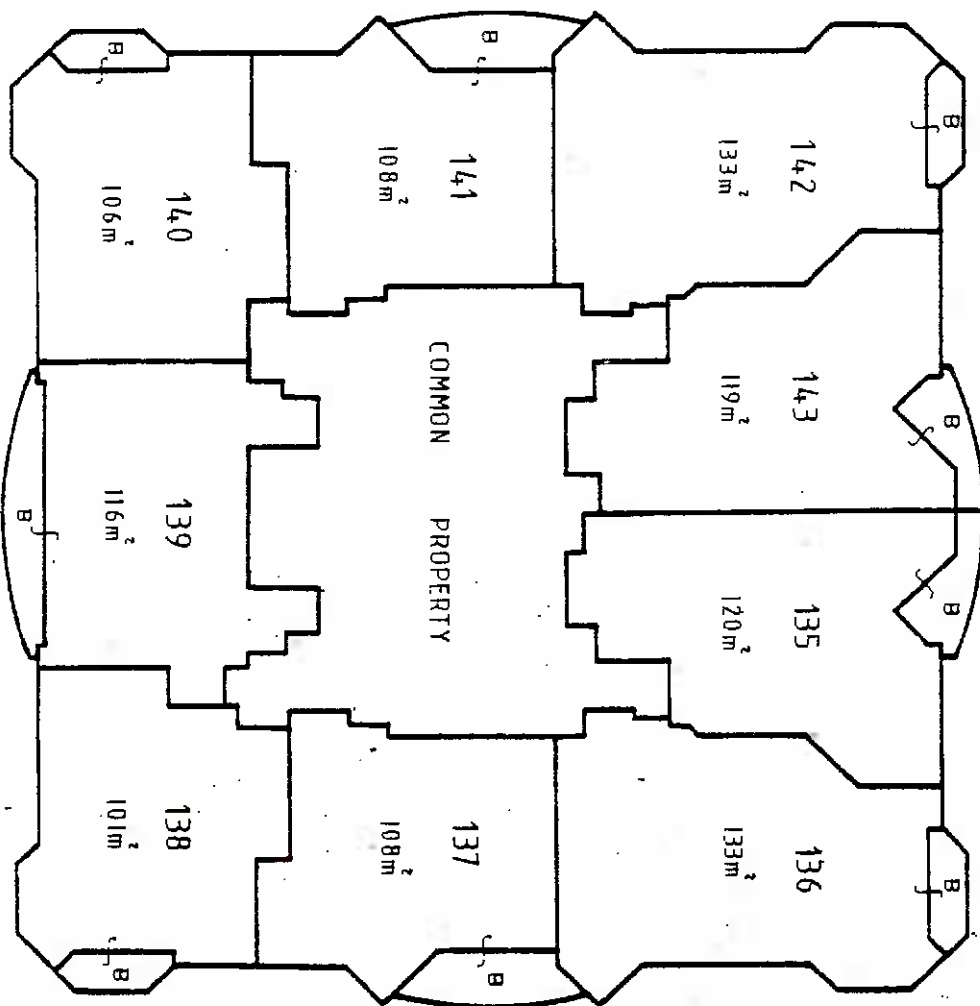 B
B
B
B
142
133m²
143
119m²
135
120m²
136
133m²
B
141
108m²
COMMON PROPERTY
137
108m²
B
B
140
106m²
139
116m²
138
101m²
B
B